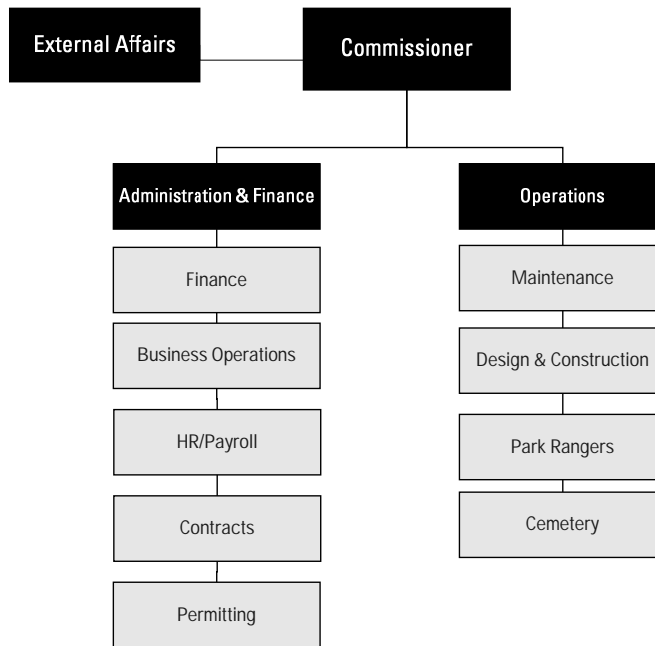 External Affairs
Commissioner
Administration & Finance
Finance
Business Operations
HR/Payroll
Contracts
Permitting
Operations
Maintenance
Design & Construction
Park Rangers
Cemetery